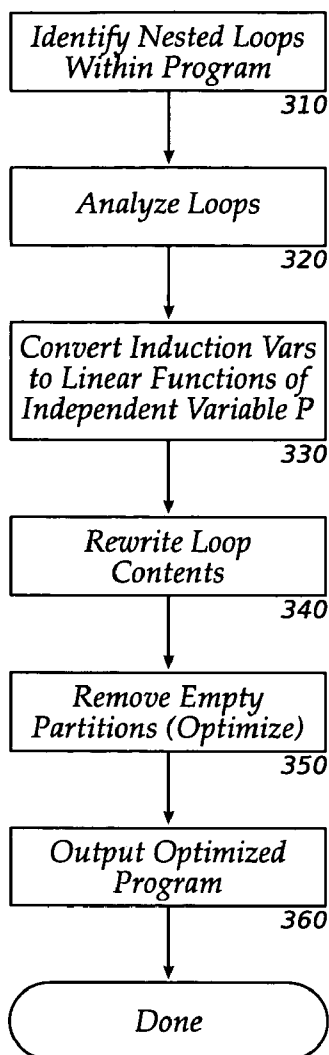 Identify Nested Loops
Within Program
310
Analyze Loops
320
Convert Induction Vars
to Linear Functions of
Independent Variable P
330
Rewrite Loop
Contents
340
Remove Empty
Partitions (Optimize)
350
Output Optimized
Program
360
Done